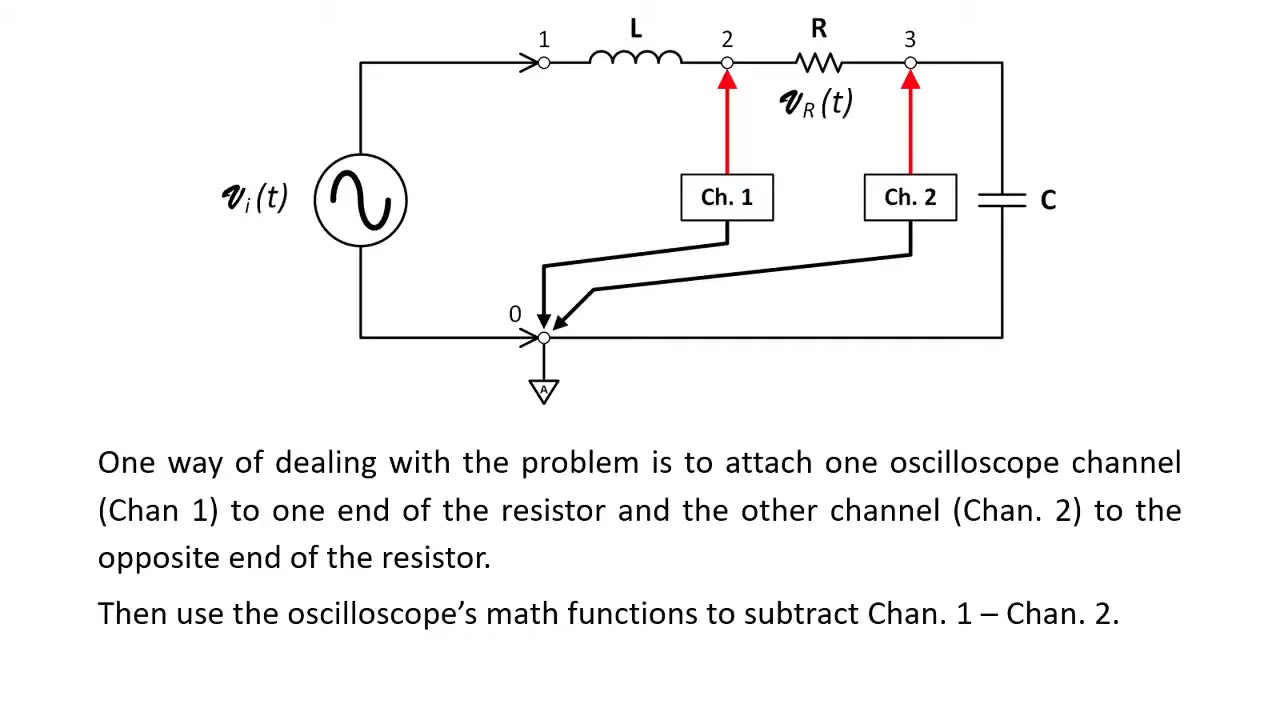 L
R
1
2
3
𝓥R (t)
𝓥i (t)
Ch. 1
Ch. 2
C
0
A
One way of dealing with the problem is to attach one oscilloscope channel
(Chan 1) to one end of the resistor and the other channel (Chan. 2) to the
opposite end of the resistor.
Then use the oscilloscope’s math functions to subtract Chan. 1 – Chan. 2.